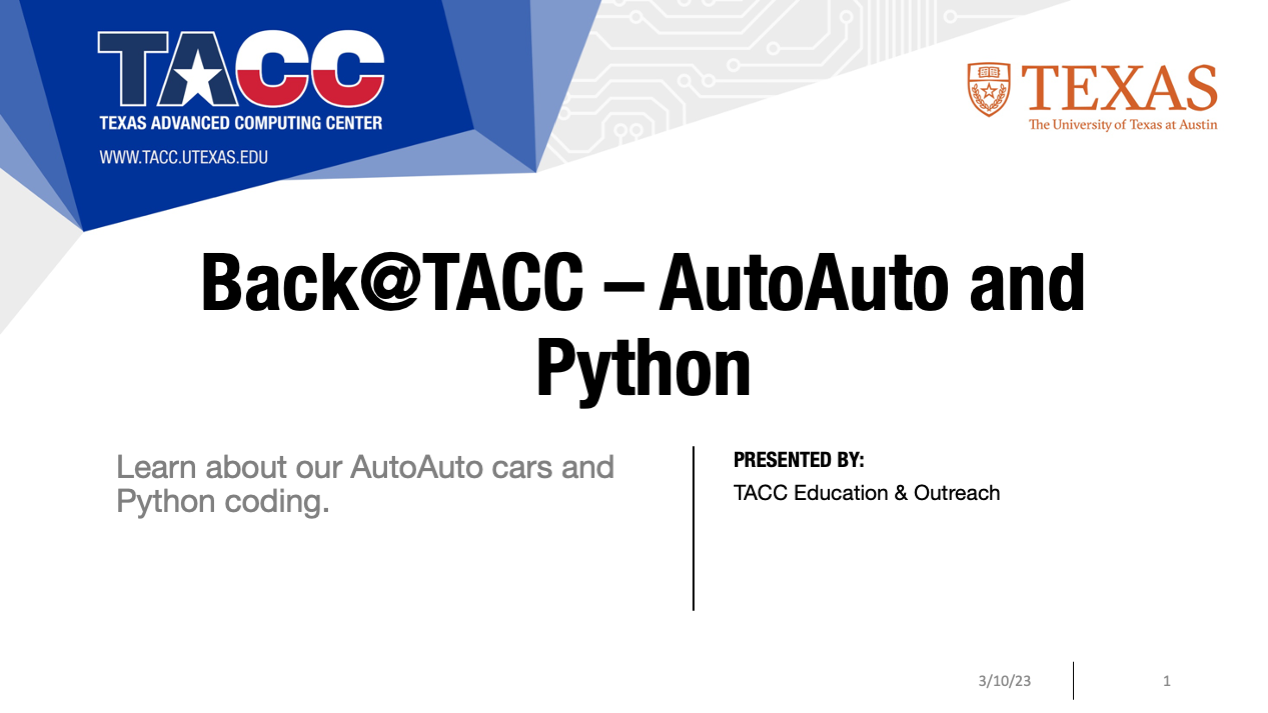 TACC
TEXAS ADVANCED COMPUTING CENTER
WWW.TACC.UTEXAS.EDU
TEXAS
The University of Texas at Austin
Back@TACC – AutoAuto and
Python
Learn about our AutoAuto cars and
Python coding.
PRESENTED BY:
TACC Education & Outreach
3/10/23
1